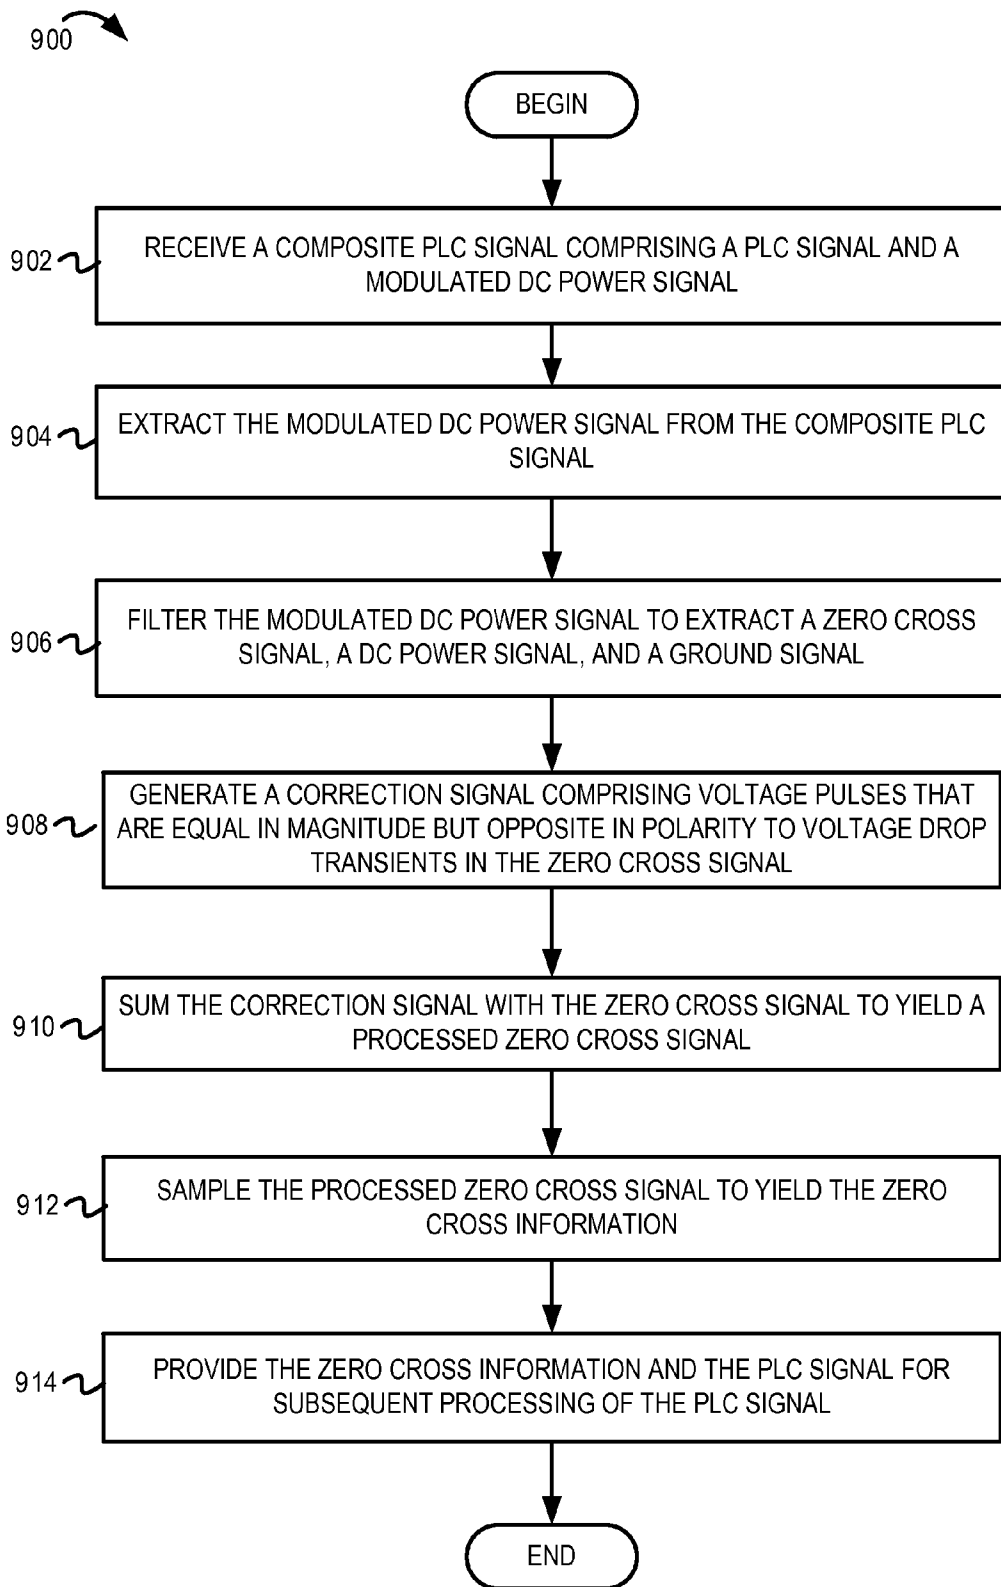 900
BEGIN
902
RECEIVE A COMPOSITE PLC SIGNAL COMPRISING A PLC SIGNAL AND A
MODULATED DC POWER SIGNAL
904
EXTRACT THE MODULATED DC POWER SIGNAL FROM THE COMPOSITE PLC
SIGNAL
906
FILTER THE MODULATED DC POWER SIGNAL TO EXTRACT A ZERO CROSS
SIGNAL, A DC POWER SIGNAL, AND A GROUND SIGNAL
908
GENERATE A CORRECTION SIGNAL COMPRISING VOLTAGE PULSES THAT
ARE EQUAL IN MAGNITUDE BUT OPPOSITE IN POLARITY TO VOLTAGE DROP
TRANSIENTS IN THE ZERO CROSS SIGNAL
910
SUM THE CORRECTION SIGNAL WITH THE ZERO CROSS SIGNAL TO YIELD A
PROCESSED ZERO CROSS SIGNAL
912
SAMPLE THE PROCESSED ZERO CROSS SIGNAL TO YIELD THE ZERO
CROSS INFORMATION
914
PROVIDE THE ZERO CROSS INFORMATION AND THE PLC SIGNAL FOR
SUBSEQUENT PROCESSING OF THE PLC SIGNAL
END